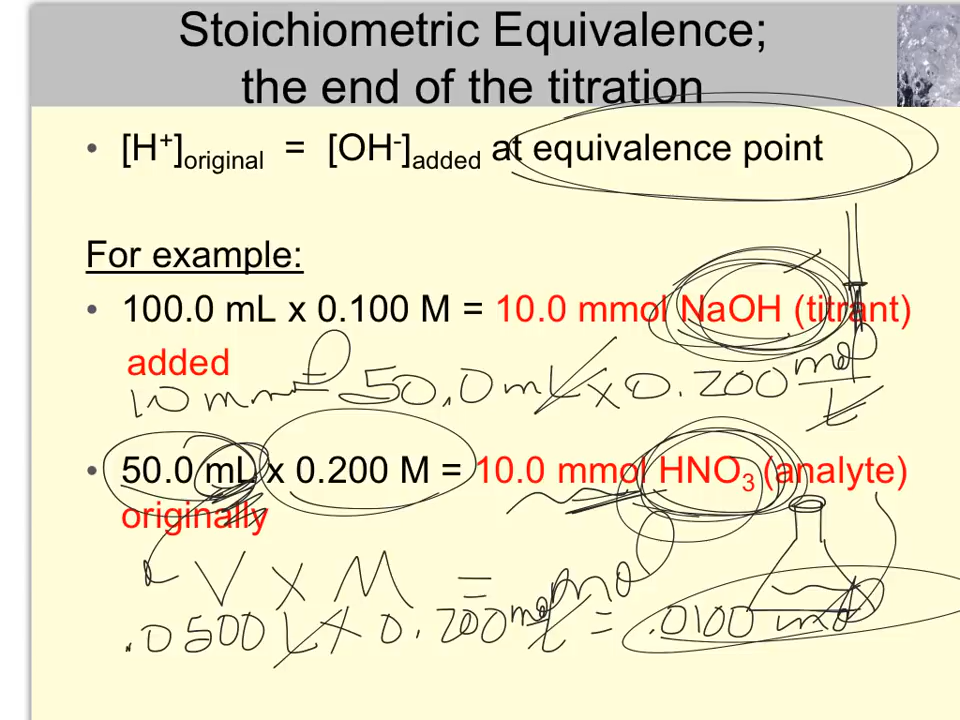 Stoichiometric Equivalence;
the end of the titration
• [H⁺]original = [OH⁻]added at equivalence point
For example:
• 100.0 mL x 0.100 M = 10.0 mmol NaOH (titrant)
added
10 mmol = 50.0 mL x 0.200 mol/L
• 50.0 mL x 0.200 M = 10.0 mmol HNO₃ (analyte)
originally
V x M = mol
.0500 L x 0.200 mol/L = .0100 mol